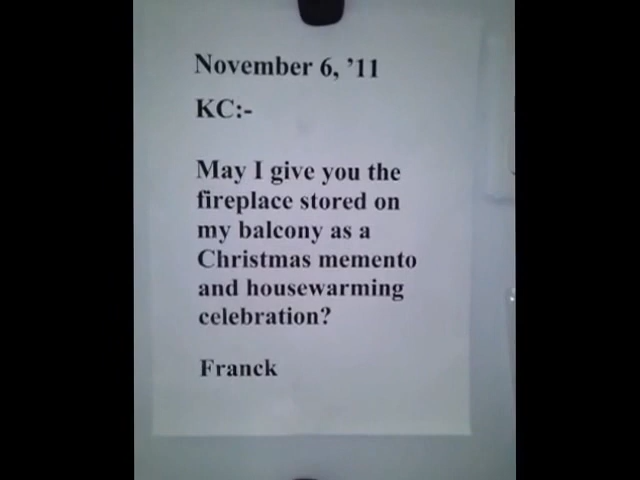 November 6, ’11
KC:-
May I give you the
fireplace stored on
my balcony as a
Christmas memento
and housewarming
celebration?
Franck